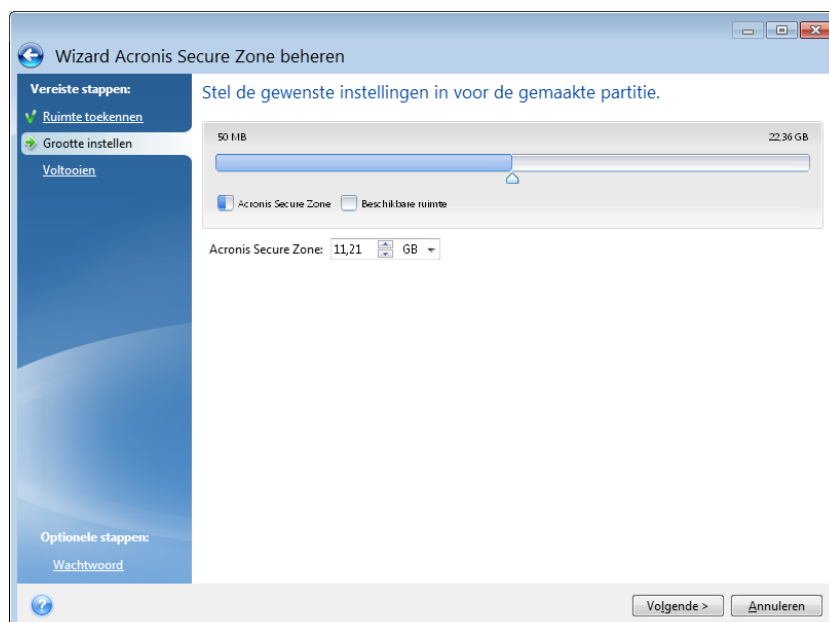 Wizard Acronis Secure Zone beheren
Vereiste stappen:
Ruimte toekennen
Grootte instellen
Voltooien
Optionele stappen:
Wachtwoord
Stel de gewenste instellingen in voor de gemaakte partitie.
50 MB 22,36 GB
Acronis Secure Zone Beschikbare ruimte
Acronis Secure Zone: 11,21 GB
Volgende > Annuleren